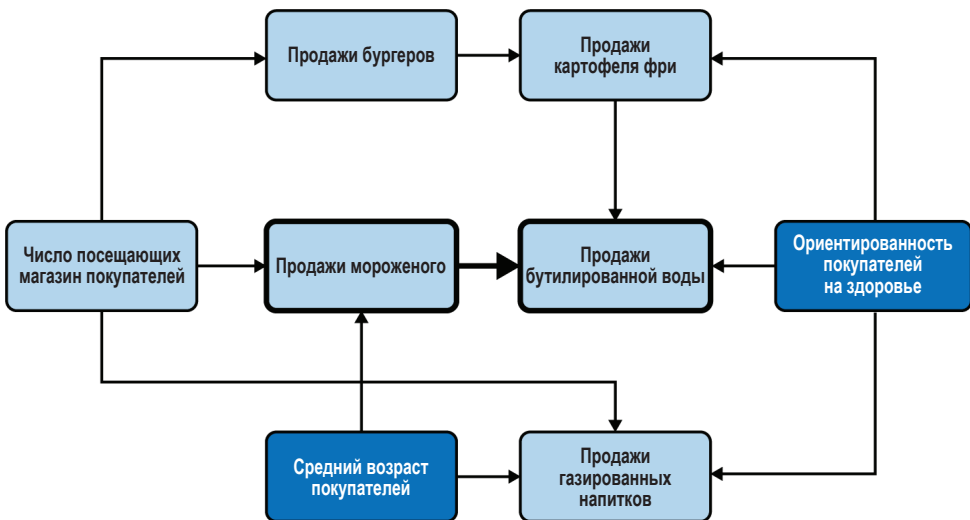 Продажи бургеров
Продажи
картофеля фри
Число посещающих
магазин покупателей
Продажи мороженого
Продажи
бутилированной воды
Ориентированность
покупателей
на здоровье
Средний возраст
покупателей
Продажи
газированных
напитков